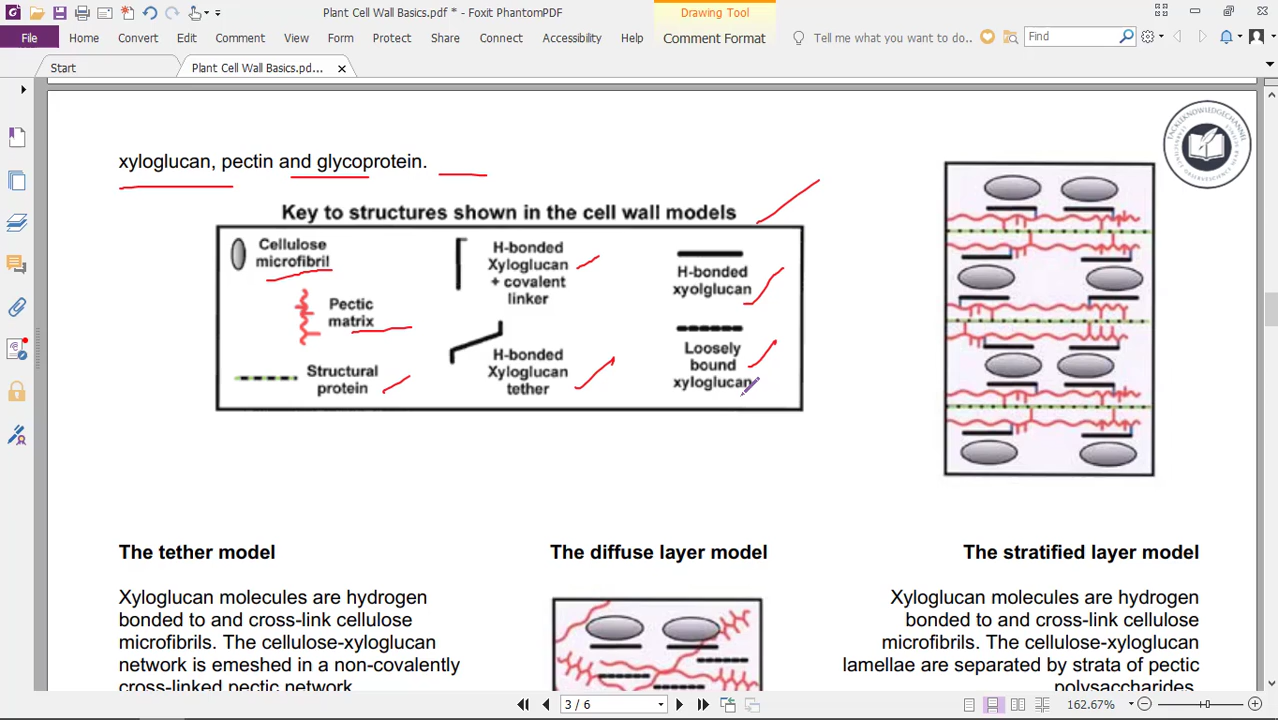 Plant Cell Wall Basics.pdf * - Foxit PhantomPDF
Drawing Tool
File
Home
Convert
Edit
Comment
View
Form
Protect
Share
Connect
Accessibility
Help
Comment Format
Tell me what you want to do..
Find
Start
Plant Cell Wall Basics.pd...
xyloglucan, pectin and glycoprotein.
Key to structures shown in the cell wall models
Cellulose
microfibril
Pectic
matrix
Structural
protein
H-bonded
Xyloglucan
+ covalent
linker
H-bonded
Xyloglucan
tether
H-bonded
xyolglucan
Loosely
bound
xyloglucan
The tether model
Xyloglucan molecules are hydrogen
bonded to and cross-link cellulose
microfibrils. The cellulose-xyloglucan
network is emeshed in a non-covalently
cross-linked pectic network.
The diffuse layer model
The stratified layer model
Xyloglucan molecules are hydrogen
bonded to and cross-link cellulose
microfibrils. The cellulose-xyloglucan
lamellae are separated by strata of pectic
polysaccharides.
3 / 6
162.67%